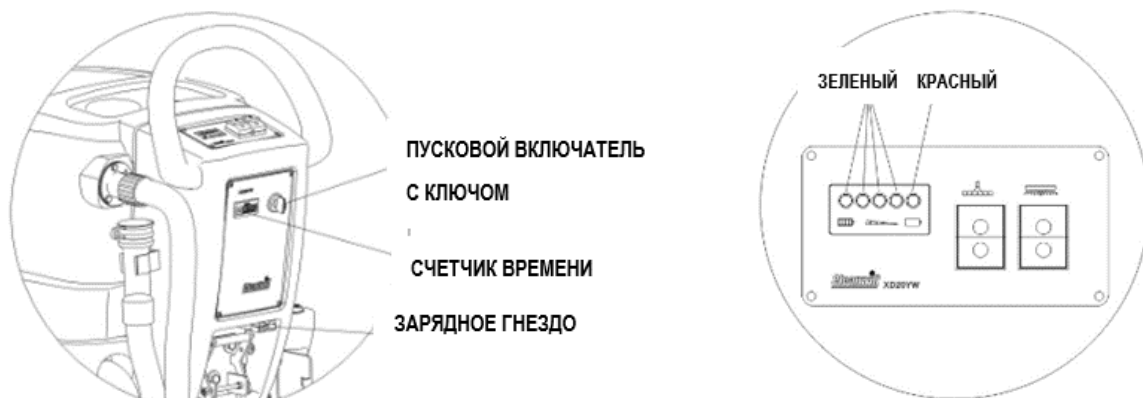 ПУСКОВОЙ ВКЛЮЧАТЕЛЬ
С КЛЮЧОМ
СЧЕТЧИК ВРЕМЕНИ
ЗАРЯДНОЕ ГНЕЗДО
ЗЕЛЕНЫЙ КРАСНЫЙ
XD20YW